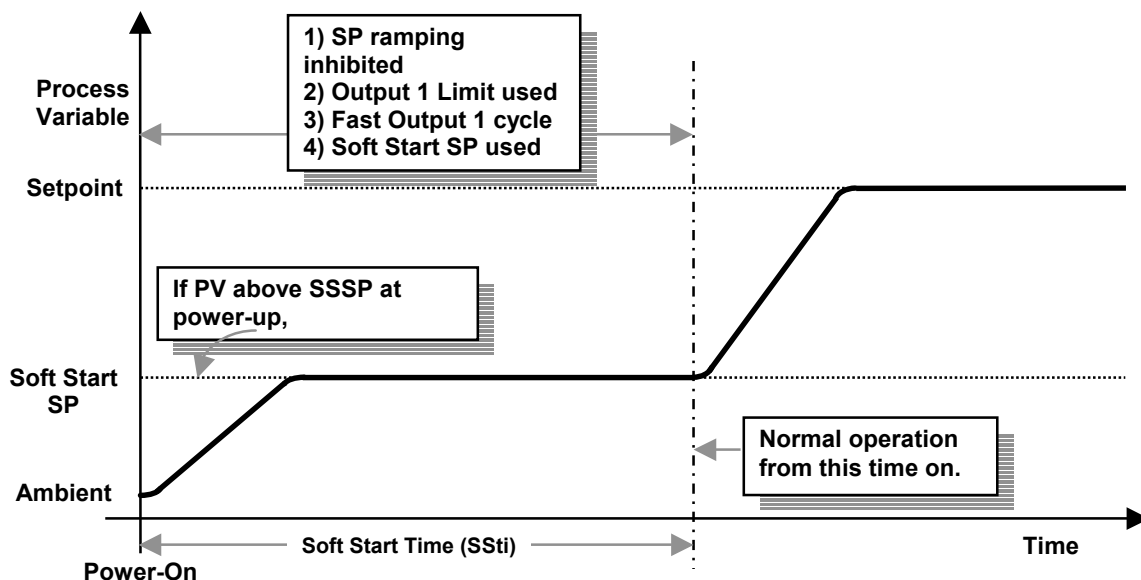 1) SP ramping
inhibited
2) Output 1 Limit used
3) Fast Output 1 cycle
4) Soft Start SP used
Process
Variable
Setpoint
If PV above SSSP at
power-up,
Soft Start
SP
Normal operation
from this time on.
Ambient
Soft Start Time (SSti)
Time
Power-On